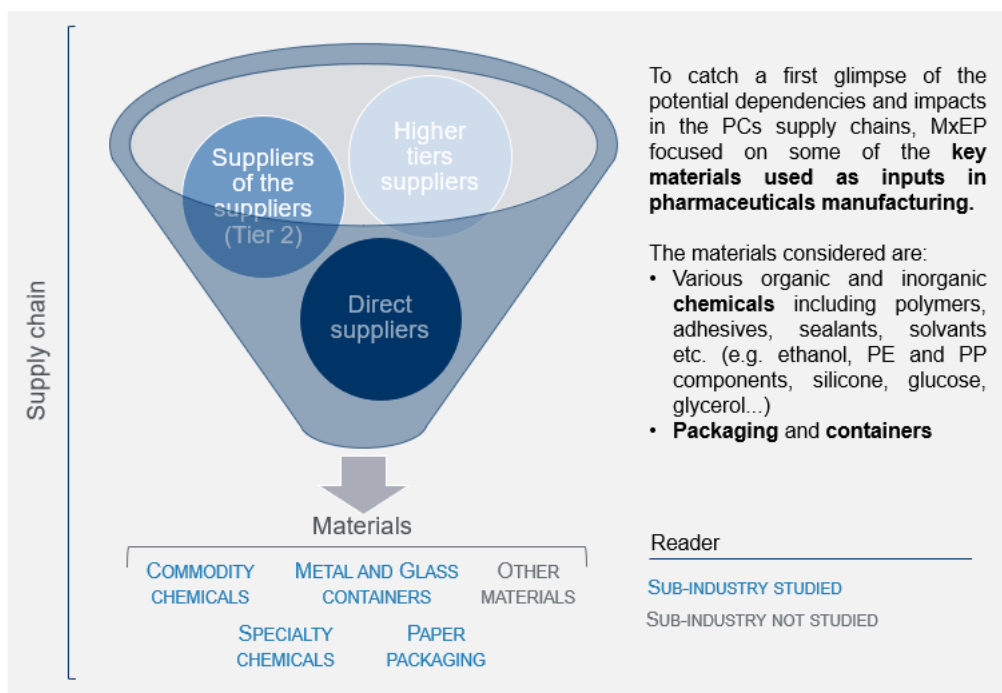 Supply chain
Suppliers
of the
suppliers
(Tier 2)
Higher
tiers
suppliers
Direct
suppliers
Materials
COMMODITY
CHEMICALS
METAL AND GLASS
CONTAINERS
OTHER
MATERIALS
SPECIALTY
CHEMICALS
PAPER
PACKAGING
To catch a first glimpse of the
potential dependencies and impacts
in the PCs supply chains, MxEP
focused on some of the key
materials used as inputs in
pharmaceuticals manufacturing.
The materials considered are:
• Various organic and inorganic
chemicals including polymers,
adhesives, sealants, solvants
etc. (e.g. ethanol, PE and PP
components, silicone, glucose,
glycerol...)
• Packaging and containers
Reader
SUB-INDUSTRY STUDIED
SUB-INDUSTRY NOT STUDIED